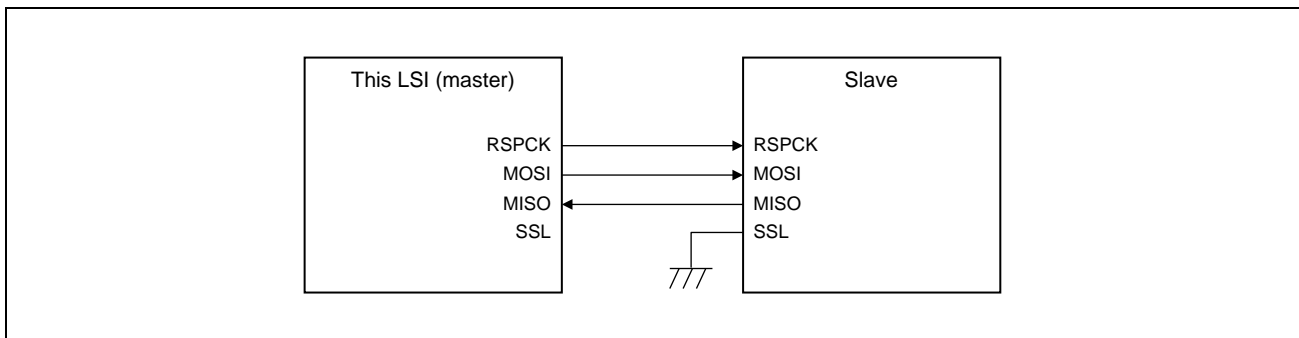 This LSI (master)
Slave
RSPCK
RSPCK
MOSI
MOSI
MISO
MISO
SSL
SSL